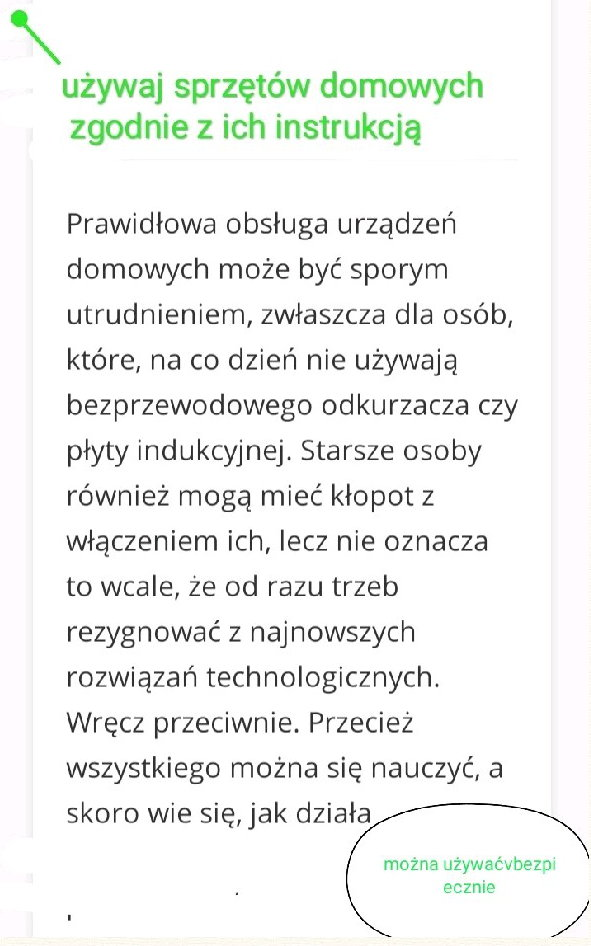 używaj sprzętów domowych
zgodnie z ich instrukcją
Prawidłowa obsługa urządzeń
domowych może być sporym
utrudnieniem, zwłaszcza dla osób,
które, na co dzień nie używają
bezprzewodowego odkurzacza czy
płyty indukcyjnej. Starsze osoby
również mogą mieć kłopot z
włączeniem ich, lecz nie oznacza
to wcale, że od razu trzeb
rezygnować z najnowszych
rozwiązań technologicznych.
Wręcz przeciwnie. Przecież
wszystkiego można się nauczyć, a
skoro wie się, jak działa
można używaćvbezpi
ecznie